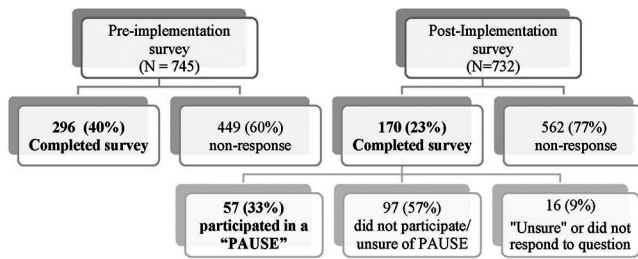 Pre-implementation
survey
(N = 745)
Post-Implementation
survey
(N=732)
296 (40%)
Completed survey
449 (60%)
non-response
170 (23%)
Completed survey
562 (77%)
non-response
57 (33%)
participated in a
“PAUSE”
97 (57%)
did not participate/
unsure of PAUSE
16 (9%)
"Unsure" or did not
respond to question